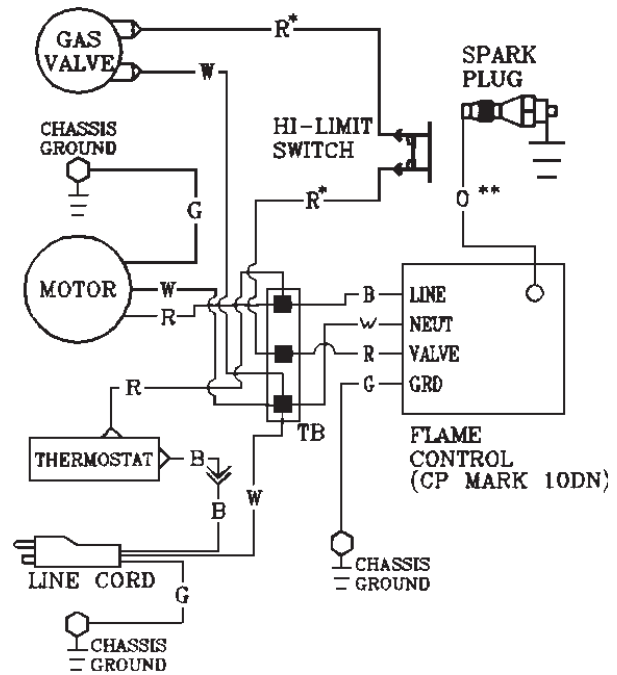 GAS
VALVE
R*
W
SPARK
PLUG
CHASSIS
GROUND
HI-LIMIT
SWITCH
R*
G
O **
MOTOR
W
R
B
LINE
W
NEUT
R
VALVE
G
GRD
R
TB
FLAME
CONTROL
(CP MARK 10DN)
THERMOSTAT
B
B
W
LINE CORD
G
CHASSIS
GROUND
CHASSIS
GROUND